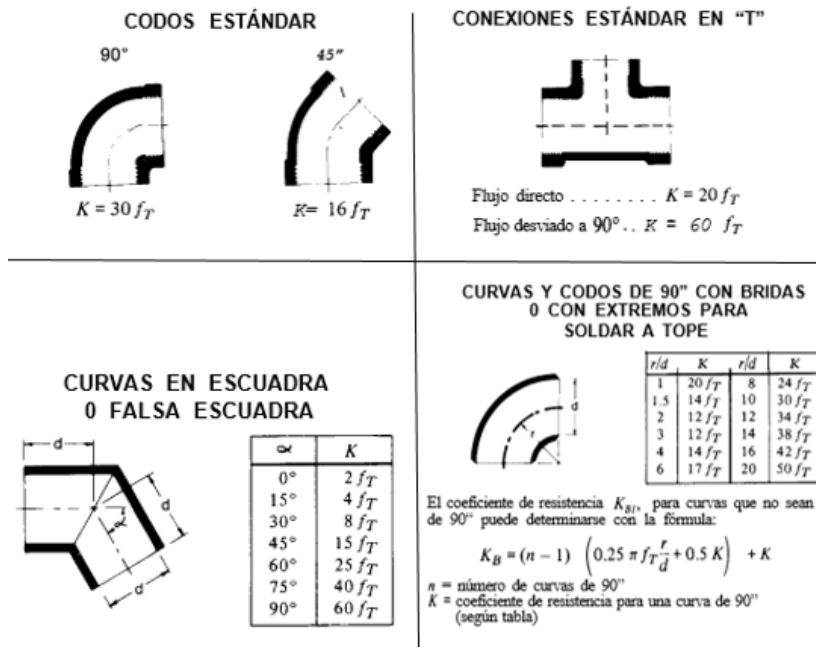 CODOS ESTÁNDAR
90°
45″
K = 30 f_T
K= 16 f_T
CONEXIONES ESTÁNDAR EN “T”
Flujo directo . . . . . . . . K = 20 f_T
Flujo desviado a 90° . . K = 60 f_T
CURVAS EN ESCUADRA
0 FALSA ESCUADRA
d
d
α
d
∝ K
0° 2 f_T
15° 4 f_T
30° 8 f_T
45° 15 f_T
60° 25 f_T
75° 40 f_T
90° 60 f_T
CURVAS Y CODOS DE 90” CON BRIDAS
0 CON EXTREMOS PARA
SOLDAR A TOPE
d
r
r/d K r/d K
1 20 f_T 8 24 f_T
1.5 14 f_T 10 30 f_T
2 12 f_T 12 34 f_T
3 12 f_T 14 38 f_T
4 14 f_T 16 42 f_T
6 17 f_T 20 50 f_T
El coeficiente de resistencia K_B, para curvas que no sean
de 90“ puede determinarse con la fórmula:
K_B = (n − 1) (0.25 π f_T r/d + 0.5 K) + K
n = número de curvas de 90”
K = coeficiente de resistencia para una curva de 90”
(según tabla)